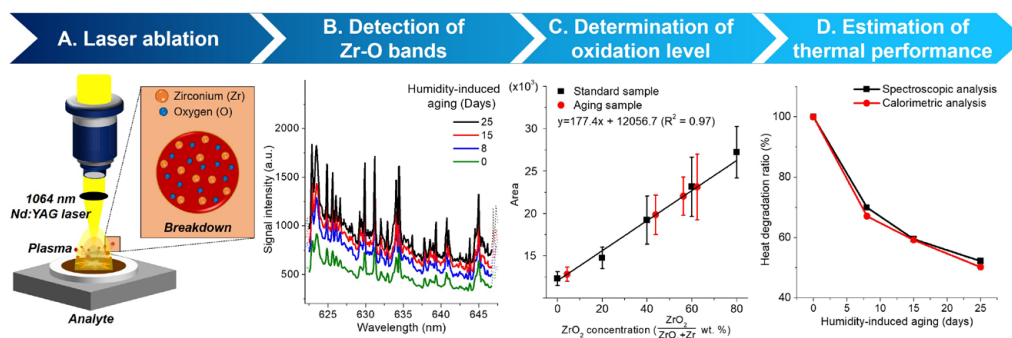 A. Laser ablation
B. Detection of
Zr-O bands
C. Determination of
oxidation level
D. Estimation of
thermal performance
Zirconium (Zr)
Oxygen (O)
Breakdown
1064 nm
Nd:YAG laser
Plasma
Analyte
Humidity-induced
aging (Days)
25
15
8
0
2000
1500
1000
500
Signal intensity (a.u.)
625 630 635 640 645
Wavelength (nm)
(x10³)
Standard sample
Aging sample
y=177.4x + 12056.7 (R² = 0.97)
30
25
20
15
Area
0 20 40 60 80
ZrO₂ concentration (ZrO₂/ZrO₂+Zr wt. %)
Spectroscopic analysis
Calorimetric analysis
100
80
60
40
Heat degradation ratio (%)
0 5 10 15 20 25
Humidity-induced aging (days)